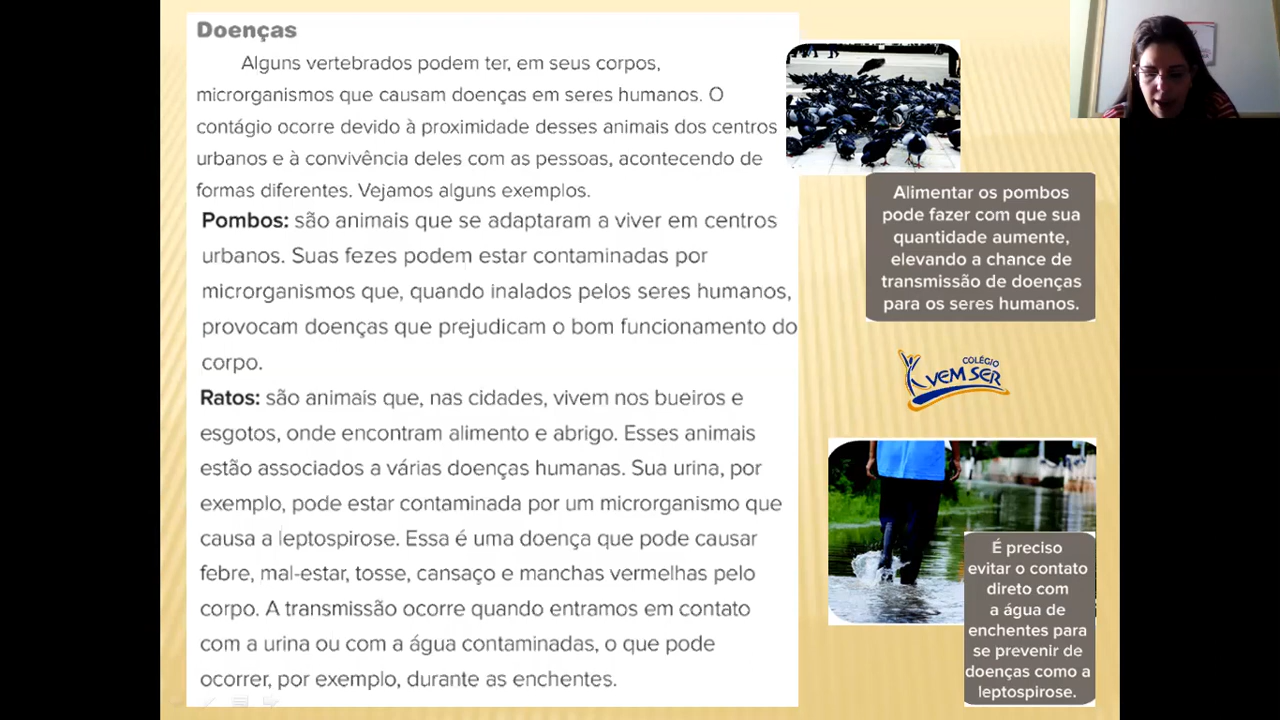 Doenças
Alguns vertebrados podem ter, em seus corpos,
microrganismos que causam doenças em seres humanos. O
contágio ocorre devido à proximidade desses animais dos centros
urbanos e à convivência deles com as pessoas, acontecendo de
formas diferentes. Vejamos alguns exemplos.
Pombos: são animais que se adaptaram a viver em centros
urbanos. Suas fezes podem estar contaminadas por
microrganismos que, quando inalados pelos seres humanos,
provocam doenças que prejudicam o bom funcionamento do
corpo.
Ratos: são animais que, nas cidades, vivem nos bueiros e
esgotos, onde encontram alimento e abrigo. Esses animais
estão associados a várias doenças humanas. Sua urina, por
exemplo, pode estar contaminada por um microrganismo que
causa a leptospirose. Essa é uma doença que pode causar
febre, mal-estar, tosse, cansaço e manchas vermelhas pelo
corpo. A transmissão ocorre quando entramos em contato
com a urina ou com a água contaminadas, o que pode
ocorrer, por exemplo, durante as enchentes.
Alimentar os pombos
pode fazer com que sua
quantidade aumente,
elevando a chance de
transmissão de doenças
para os seres humanos.
COLÉGIO
VEM SER
É preciso
evitar o contato
direto com
a água de
enchentes para
se prevenir de
doenças como a
leptospirose.